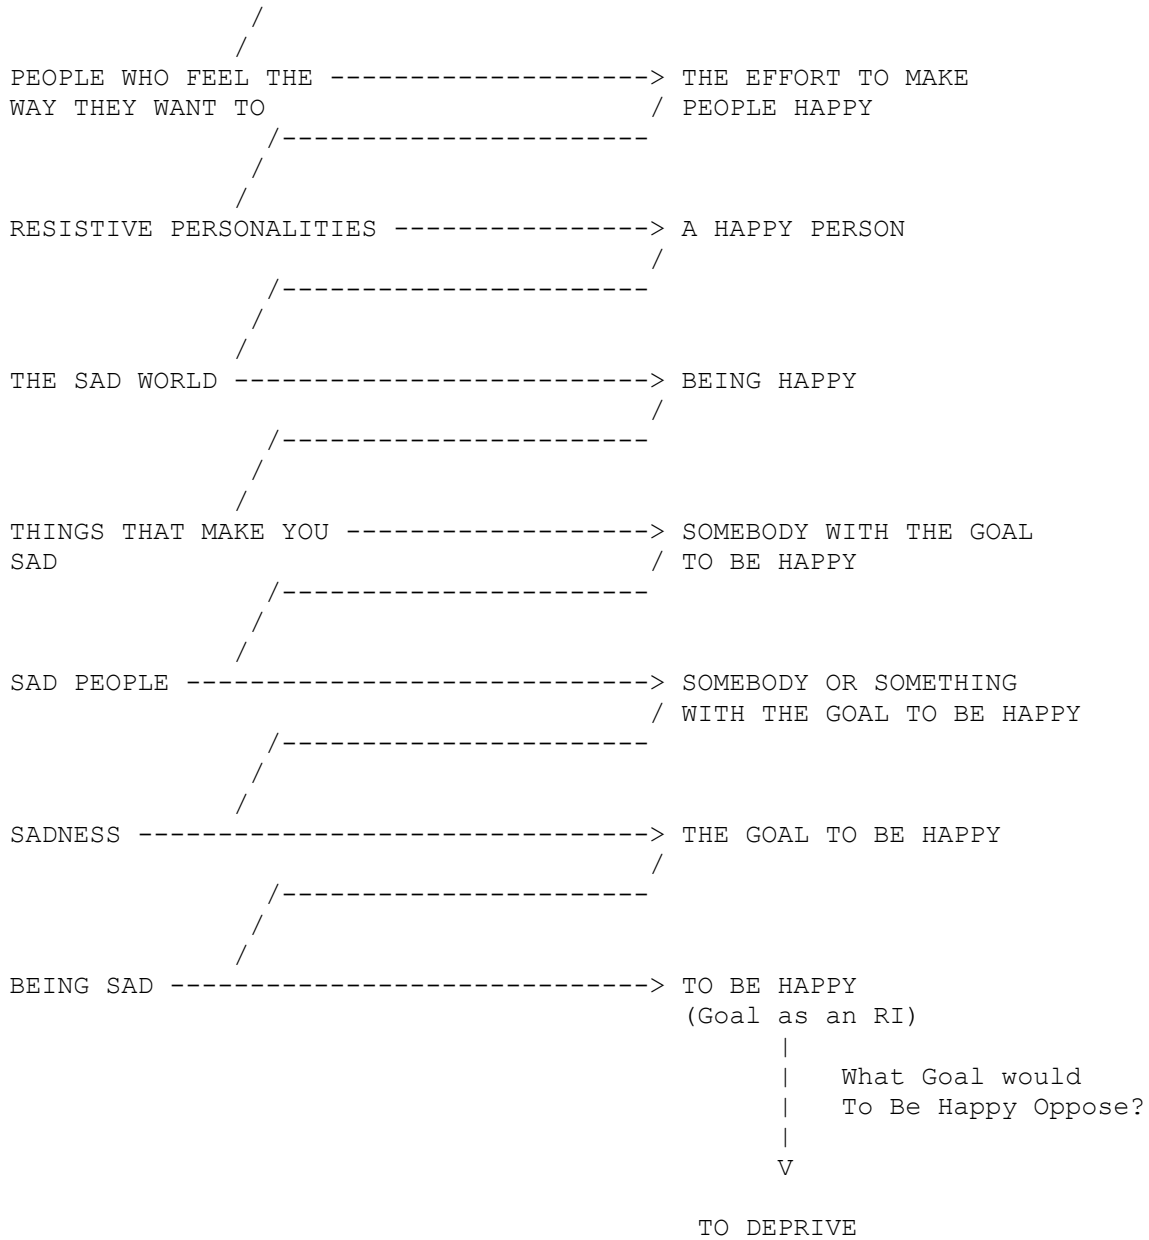 /
/
PEOPLE WHO FEEL THE --------------------> THE EFFORT TO MAKE
WAY THEY WANT TO / PEOPLE HAPPY
/-----------------------
/
/
RESISTIVE PERSONALITIES ----------------> A HAPPY PERSON
/
/-----------------------
/
/
THE SAD WORLD --------------------------> BEING HAPPY
/
/-----------------------
/
/
THINGS THAT MAKE YOU -------------------> SOMEBODY WITH THE GOAL
SAD / TO BE HAPPY
/-----------------------
/
/
SAD PEOPLE -----------------------------> SOMEBODY OR SOMETHING
/ WITH THE GOAL TO BE HAPPY
/-----------------------
/
/
SADNESS --------------------------------> THE GOAL TO BE HAPPY
/
/-----------------------
/
/
BEING SAD ------------------------------> TO BE HAPPY
(Goal as an RI)
|
| What Goal would
| To Be Happy Oppose?
|
V
TO DEPRIVE